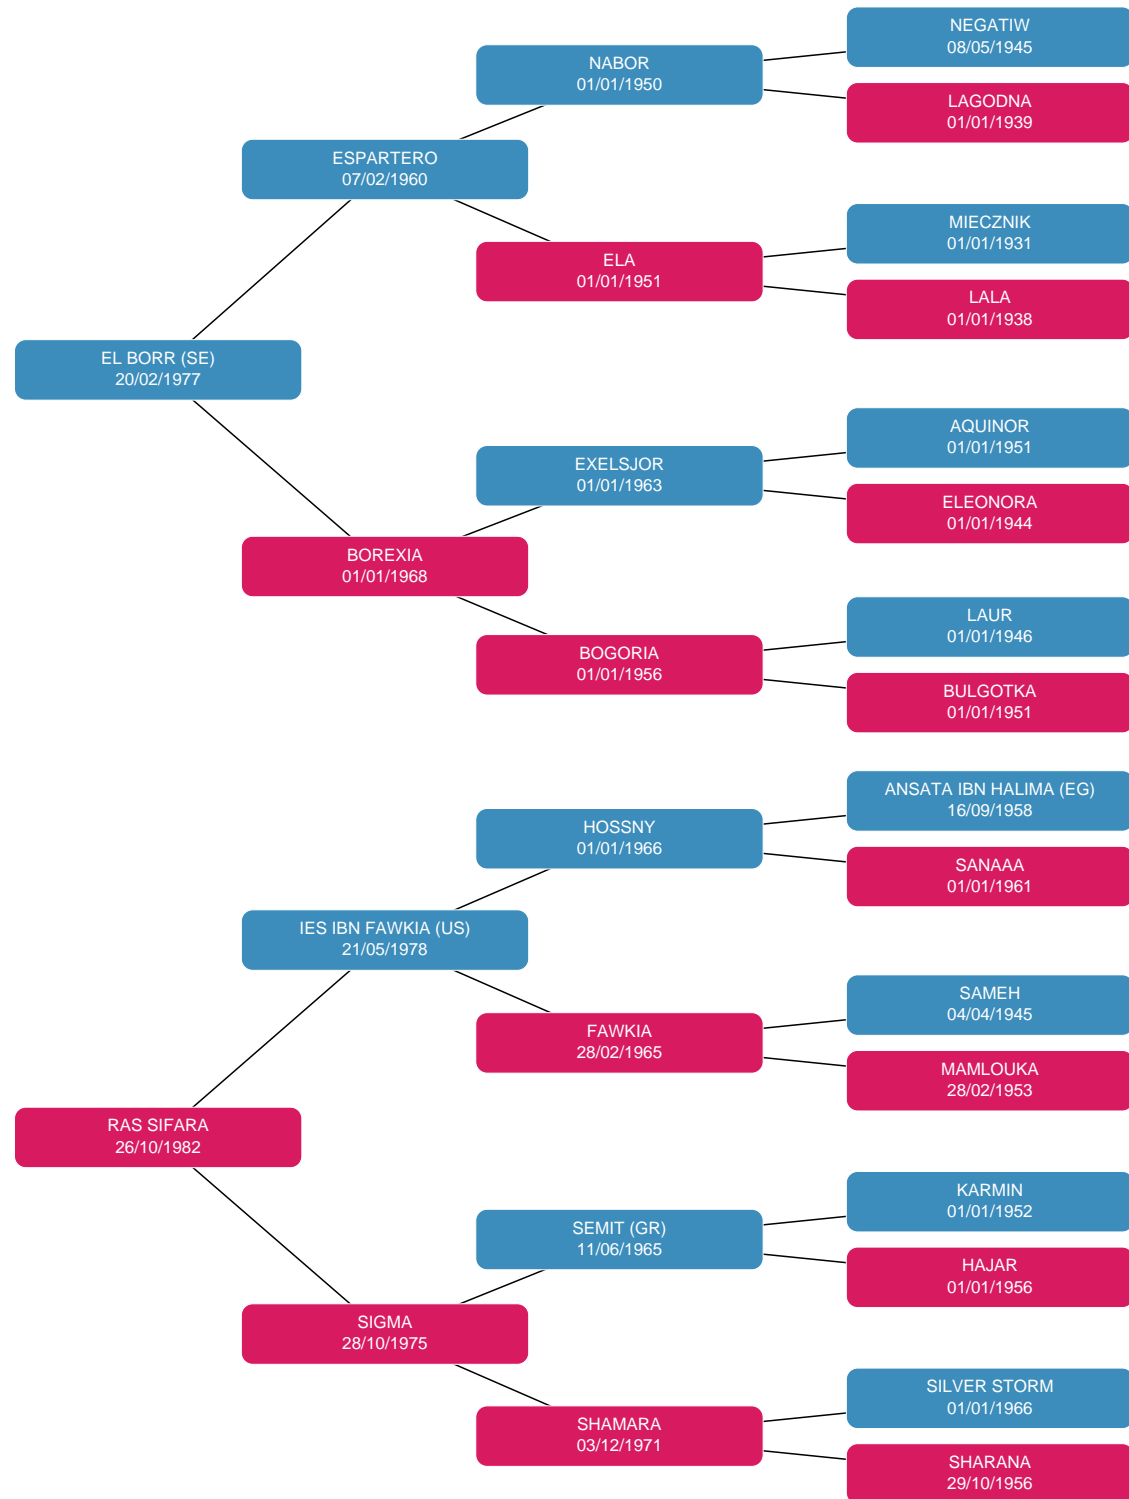 NEGATIW
08/05/1945
NABOR
01/01/1950
LAGODNA
01/01/1939
ESPARTERO
07/02/1960
MIECZNIK
01/01/1931
ELA
01/01/1951
LALA
01/01/1938
EL BORR (SE)
20/02/1977
AQUINOR
01/01/1951
EXELSJOR
01/01/1963
ELEONORA
01/01/1944
BOREXIA
01/01/1968
LAUR
01/01/1946
BOGORIA
01/01/1956
BULGOTKA
01/01/1951
ANSATA IBN HALIMA (EG)
16/09/1958
HOSSNY
01/01/1966
SANAAA
01/01/1961
IES IBN FAWKIA (US)
21/05/1978
SAMEH
04/04/1945
FAWKIA
28/02/1965
MAMLOUKA
28/02/1953
RAS SIFARA
26/10/1982
KARMIN
01/01/1952
SEMIT (GR)
11/06/1965
HAJAR
01/01/1956
SIGMA
28/10/1975
SILVER STORM
01/01/1966
SHAMARA
03/12/1971
SHARANA
29/10/1956